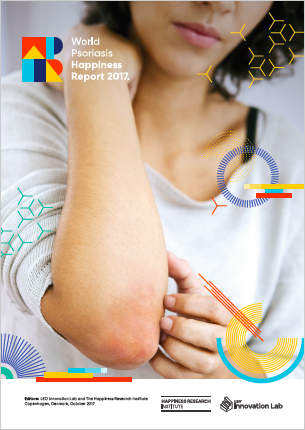 World
Psoriasis
Happiness
Report 2017.
Editors: LEO Innovation Lab and The Happiness Research Institute
Copenhagen, Denmark, October 2017
HAPPINESS RESEARCH
INSTITUTE
LEO
Innovation Lab